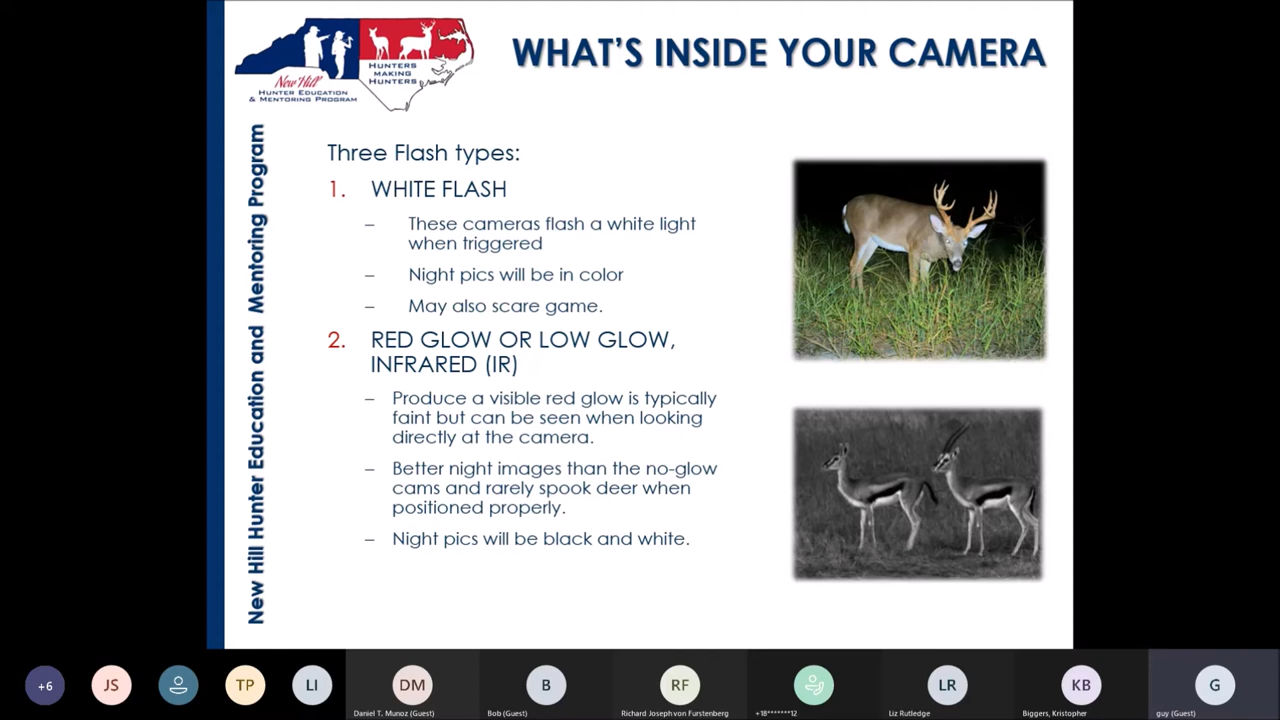 WHAT'S INSIDE YOUR CAMERA
New Hill
HUNTER EDUCATION
& MENTORING PROGRAM
HUNTERS
MAKING
HUNTERS
New Hill Hunter Education and Mentoring Program
Three Flash types:
1. WHITE FLASH
– These cameras flash a white light
when triggered
– Night pics will be in color
– May also scare game.
2. RED GLOW OR LOW GLOW,
INFRARED (IR)
– Produce a visible red glow is typically
faint but can be seen when looking
directly at the camera.
– Better night images than the no-glow
cams and rarely spook deer when
positioned properly.
– Night pics will be black and white.
+6
JS
TP
LI
DM
Daniel T. Munoz (Guest)
B
Bob (Guest)
RF
Richard Joseph von Furstenberg
+18*******12
LR
Liz Rutledge
KB
Biggers, Kristopher
G
guy (Guest)